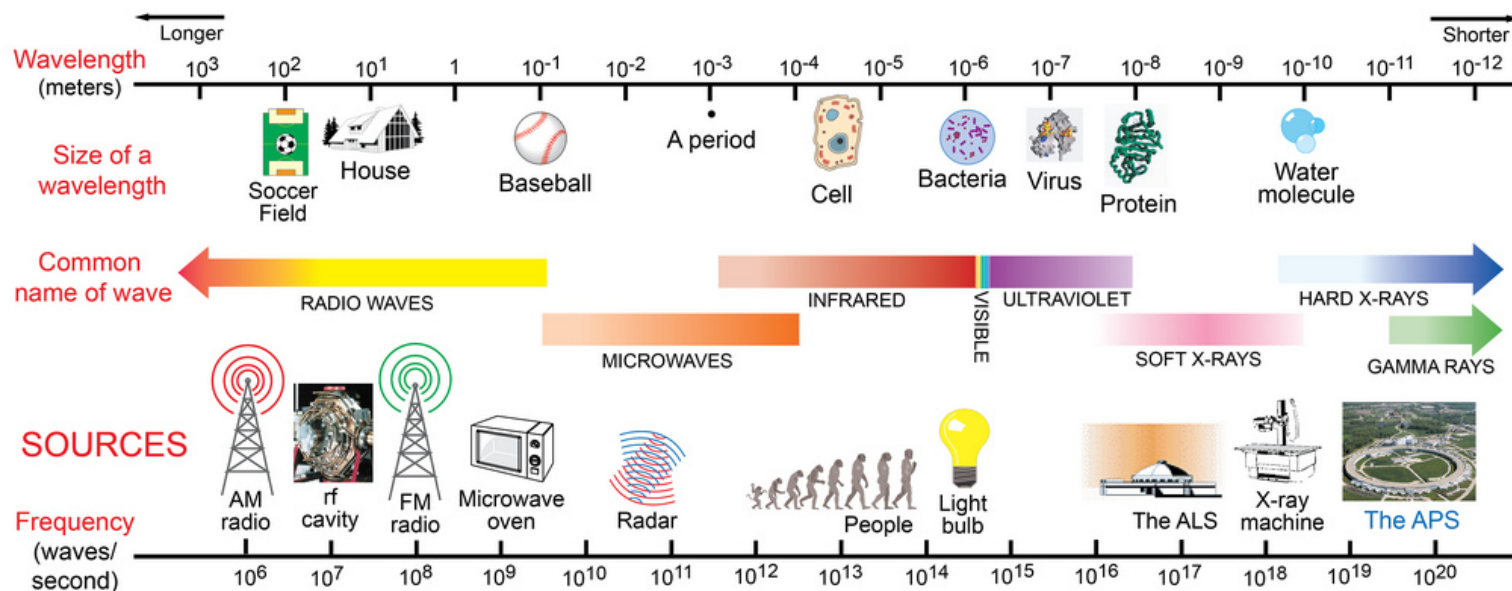 Longer
Shorter
Wavelength
(meters)
10³ 10² 10¹ 1 10⁻¹ 10⁻² 10⁻³ 10⁻⁴ 10⁻⁵ 10⁻⁶ 10⁻⁷ 10⁻⁸ 10⁻⁹ 10⁻¹⁰ 10⁻¹¹ 10⁻¹²
Size of a
wavelength
Soccer
Field
House
Baseball
A period
Cell
Bacteria
Virus
Protein
Water
molecule
Common
name of wave
RADIO WAVES
MICROWAVES
INFRARED
VISIBLE
ULTRAVIOLET
SOFT X-RAYS
HARD X-RAYS
GAMMA RAYS
SOURCES
AM
radio
rf
cavity
FM
radio
Microwave
oven
Radar
People
Light
bulb
The ALS
X-ray
machine
The APS
Frequency
(waves/
second)
10⁶ 10⁷ 10⁸ 10⁹ 10¹⁰ 10¹¹ 10¹² 10¹³ 10¹⁴ 10¹⁵ 10¹⁶ 10¹⁷ 10¹⁸ 10¹⁹ 10²⁰